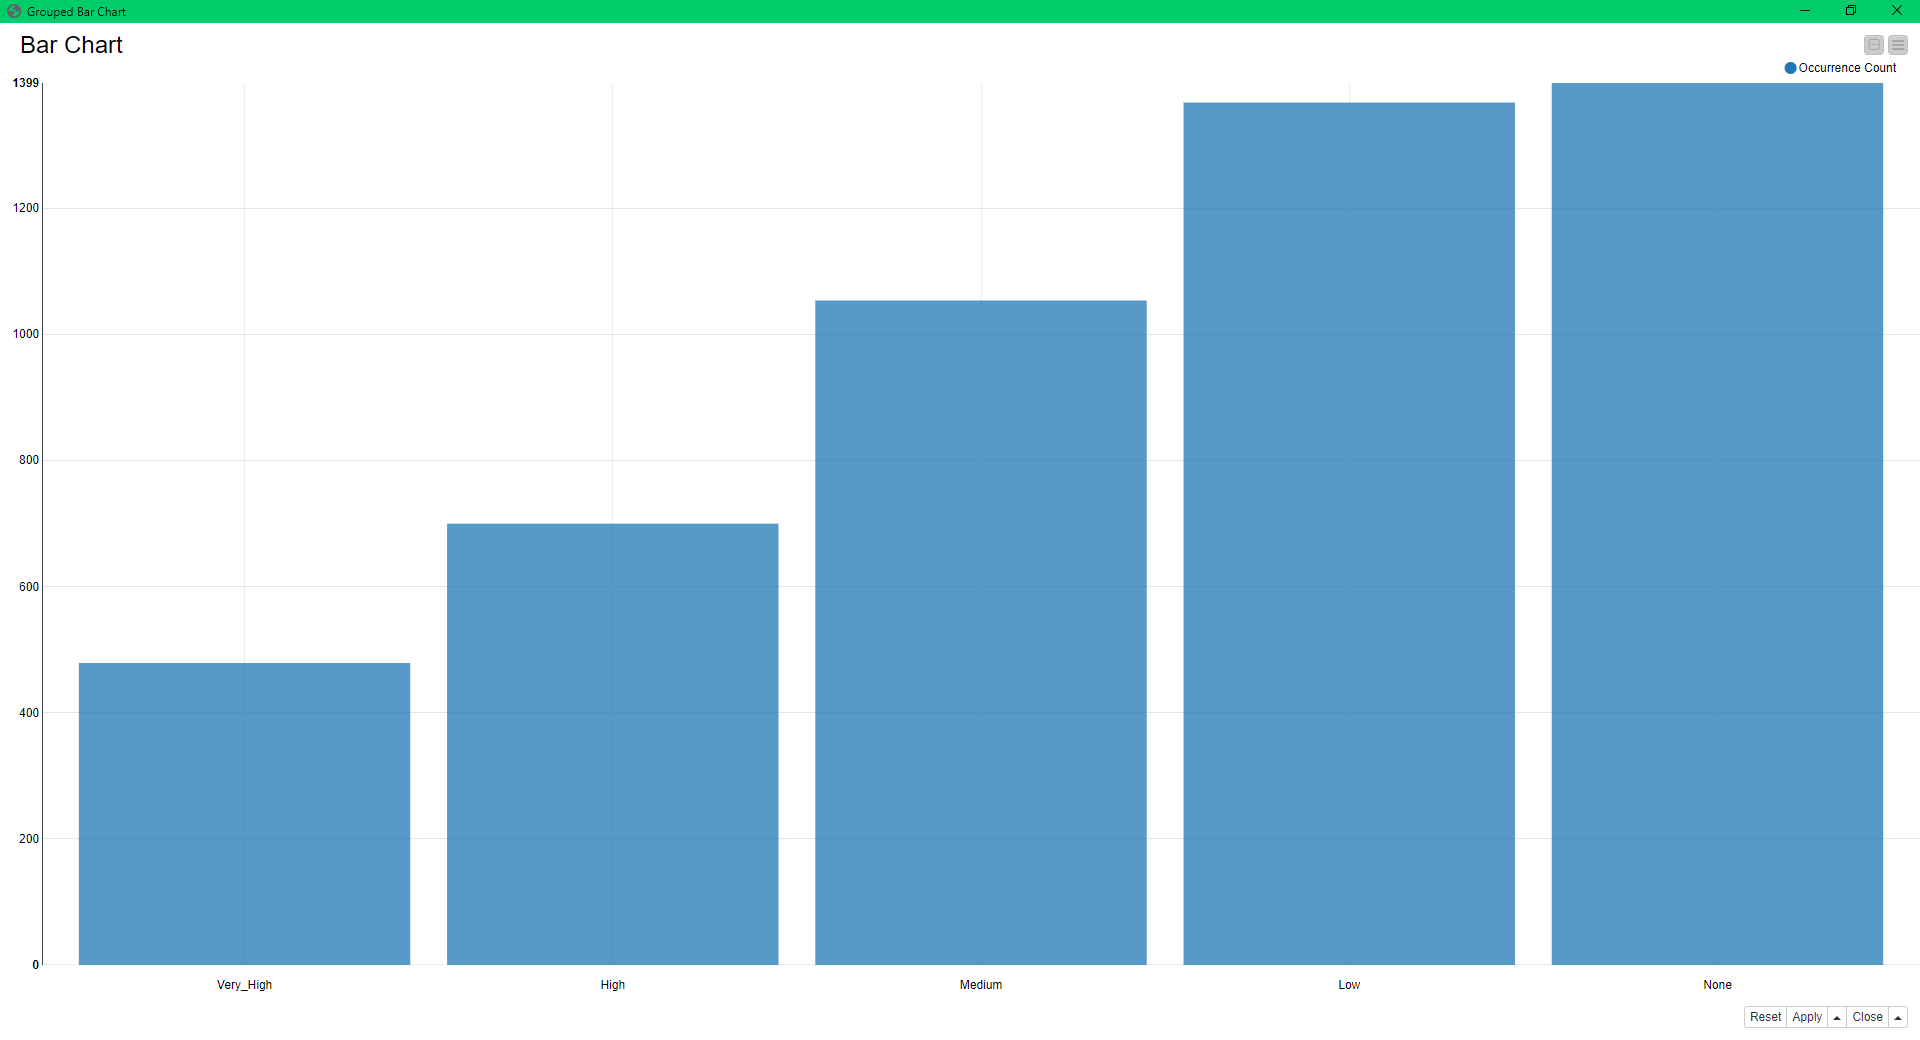 Grouped Bar Chart
Bar Chart
Occurrence Count
1399
1200
1000
800
600
400
200
0
Very_High High Medium Low None
Reset Apply Close